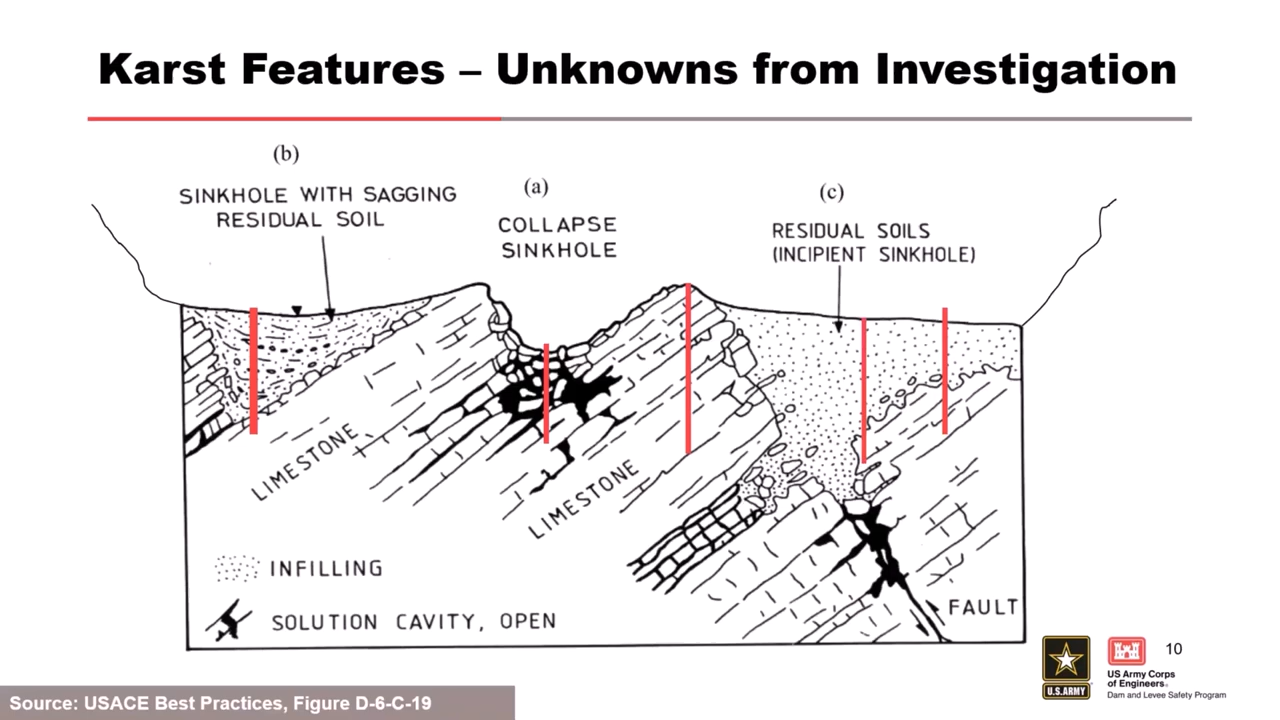 Karst Features – Unknowns from Investigation
(b)
SINKHOLE WITH SAGGING
RESIDUAL SOIL
(a)
COLLAPSE
SINKHOLE
(c)
RESIDUAL SOILS
(INCIPIENT SINKHOLE)
LIMESTONE
LIMESTONE
INFILLING
SOLUTION CAVITY, OPEN
FAULT
U.S.ARMY
US Army Corps
of Engineers®
Dam and Levee Safety Program
10
Source: USACE Best Practices, Figure D-6-C-19